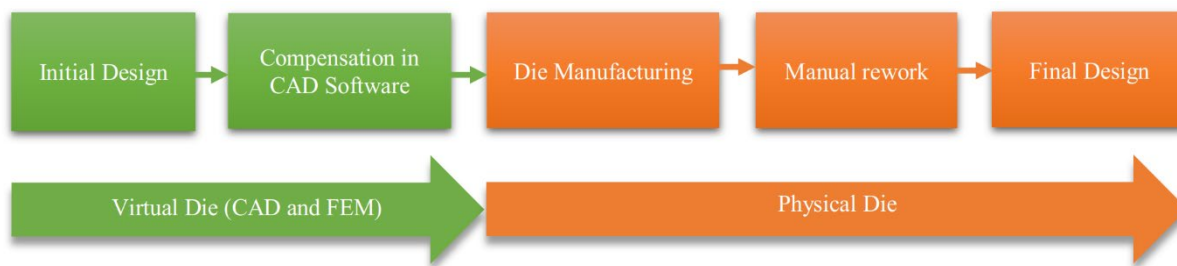 Initial Design
Compensation in
CAD Software
Die Manufacturing
Manual rework
Final Design
Virtual Die (CAD and FEM)
Physical Die